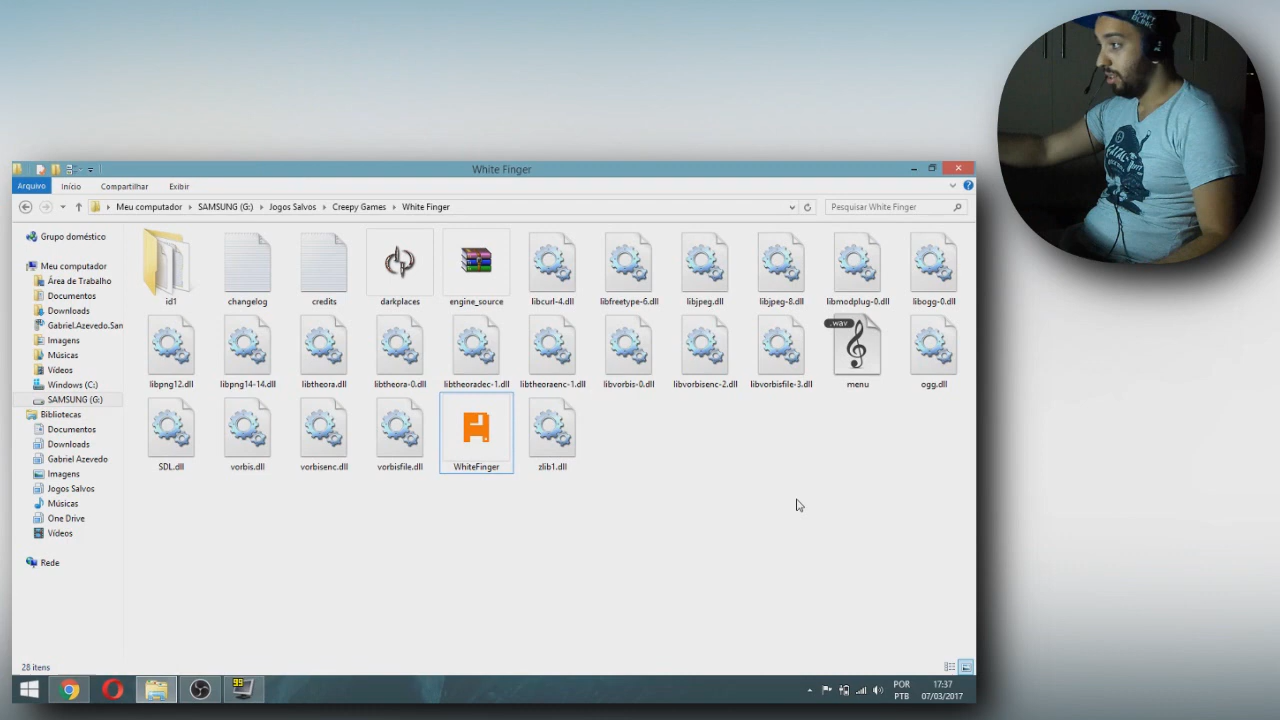 White Finger
Arquivo Início Compartilhar Exibir
Meu computador SAMSUNG (G:) Jogos Salvos Creepy Games White Finger
Pesquisar White Finger
Grupo doméstico
Meu computador
Área de Trabalho
Documentos
Downloads
Gabriel.Azevedo.San
Imagens
Músicas
Vídeos
Windows (C:)
SAMSUNG (G:)
Bibliotecas
Documentos
Downloads
Gabriel Azevedo
Imagens
Jogos Salvos
Músicas
One Drive
Vídeos
Rede
id1 changelog credits darkplaces engine_source libcurl-4.dll libfreetype-6.dll libjpeg.dll libjpeg-8.dll libmodplug-0.dll libogg-0.dll
.wav
libpng12.dll libpng14-14.dll libtheora.dll libtheora-0.dll libtheoradec-1.dll libtheoraenc-1.dll libvorbis-0.dll libvorbisenc-2.dll libvorbisfile-3.dll menu ogg.dll
SDL.dll vorbis.dll vorbisenc.dll vorbisfile.dll WhiteFinger zlib1.dll
28 itens
99
POR 17:37
PTB 07/03/2017